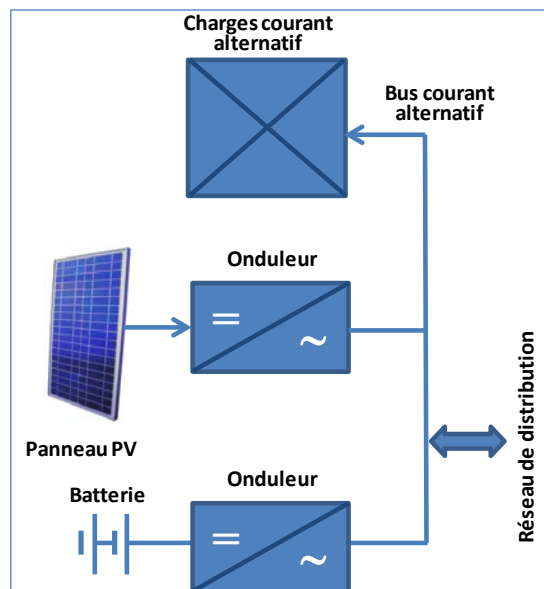 Charges courant
alternatif
Bus courant
alternatif
Onduleur
=
~
Panneau PV
Réseau de distribution
Batterie
Onduleur
=
~